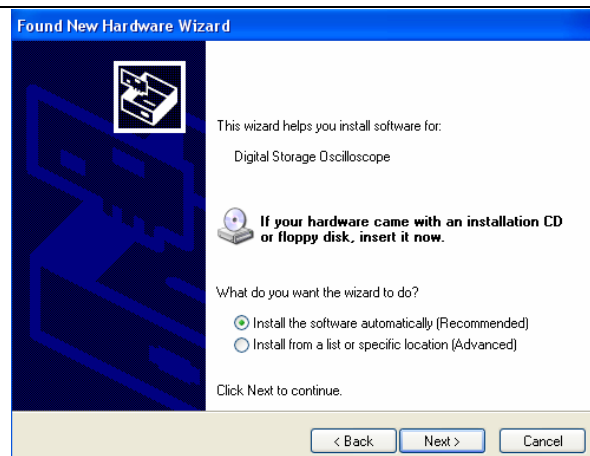 Found New Hardware Wizard
This wizard helps you install software for:
Digital Storage Oscilloscope
If your hardware came with an installation CD
or floppy disk, insert it now.
What do you want the wizard to do?
Install the software automatically (Recommended)
Install from a list or specific location (Advanced)
Click Next to continue.
< Back Next > Cancel